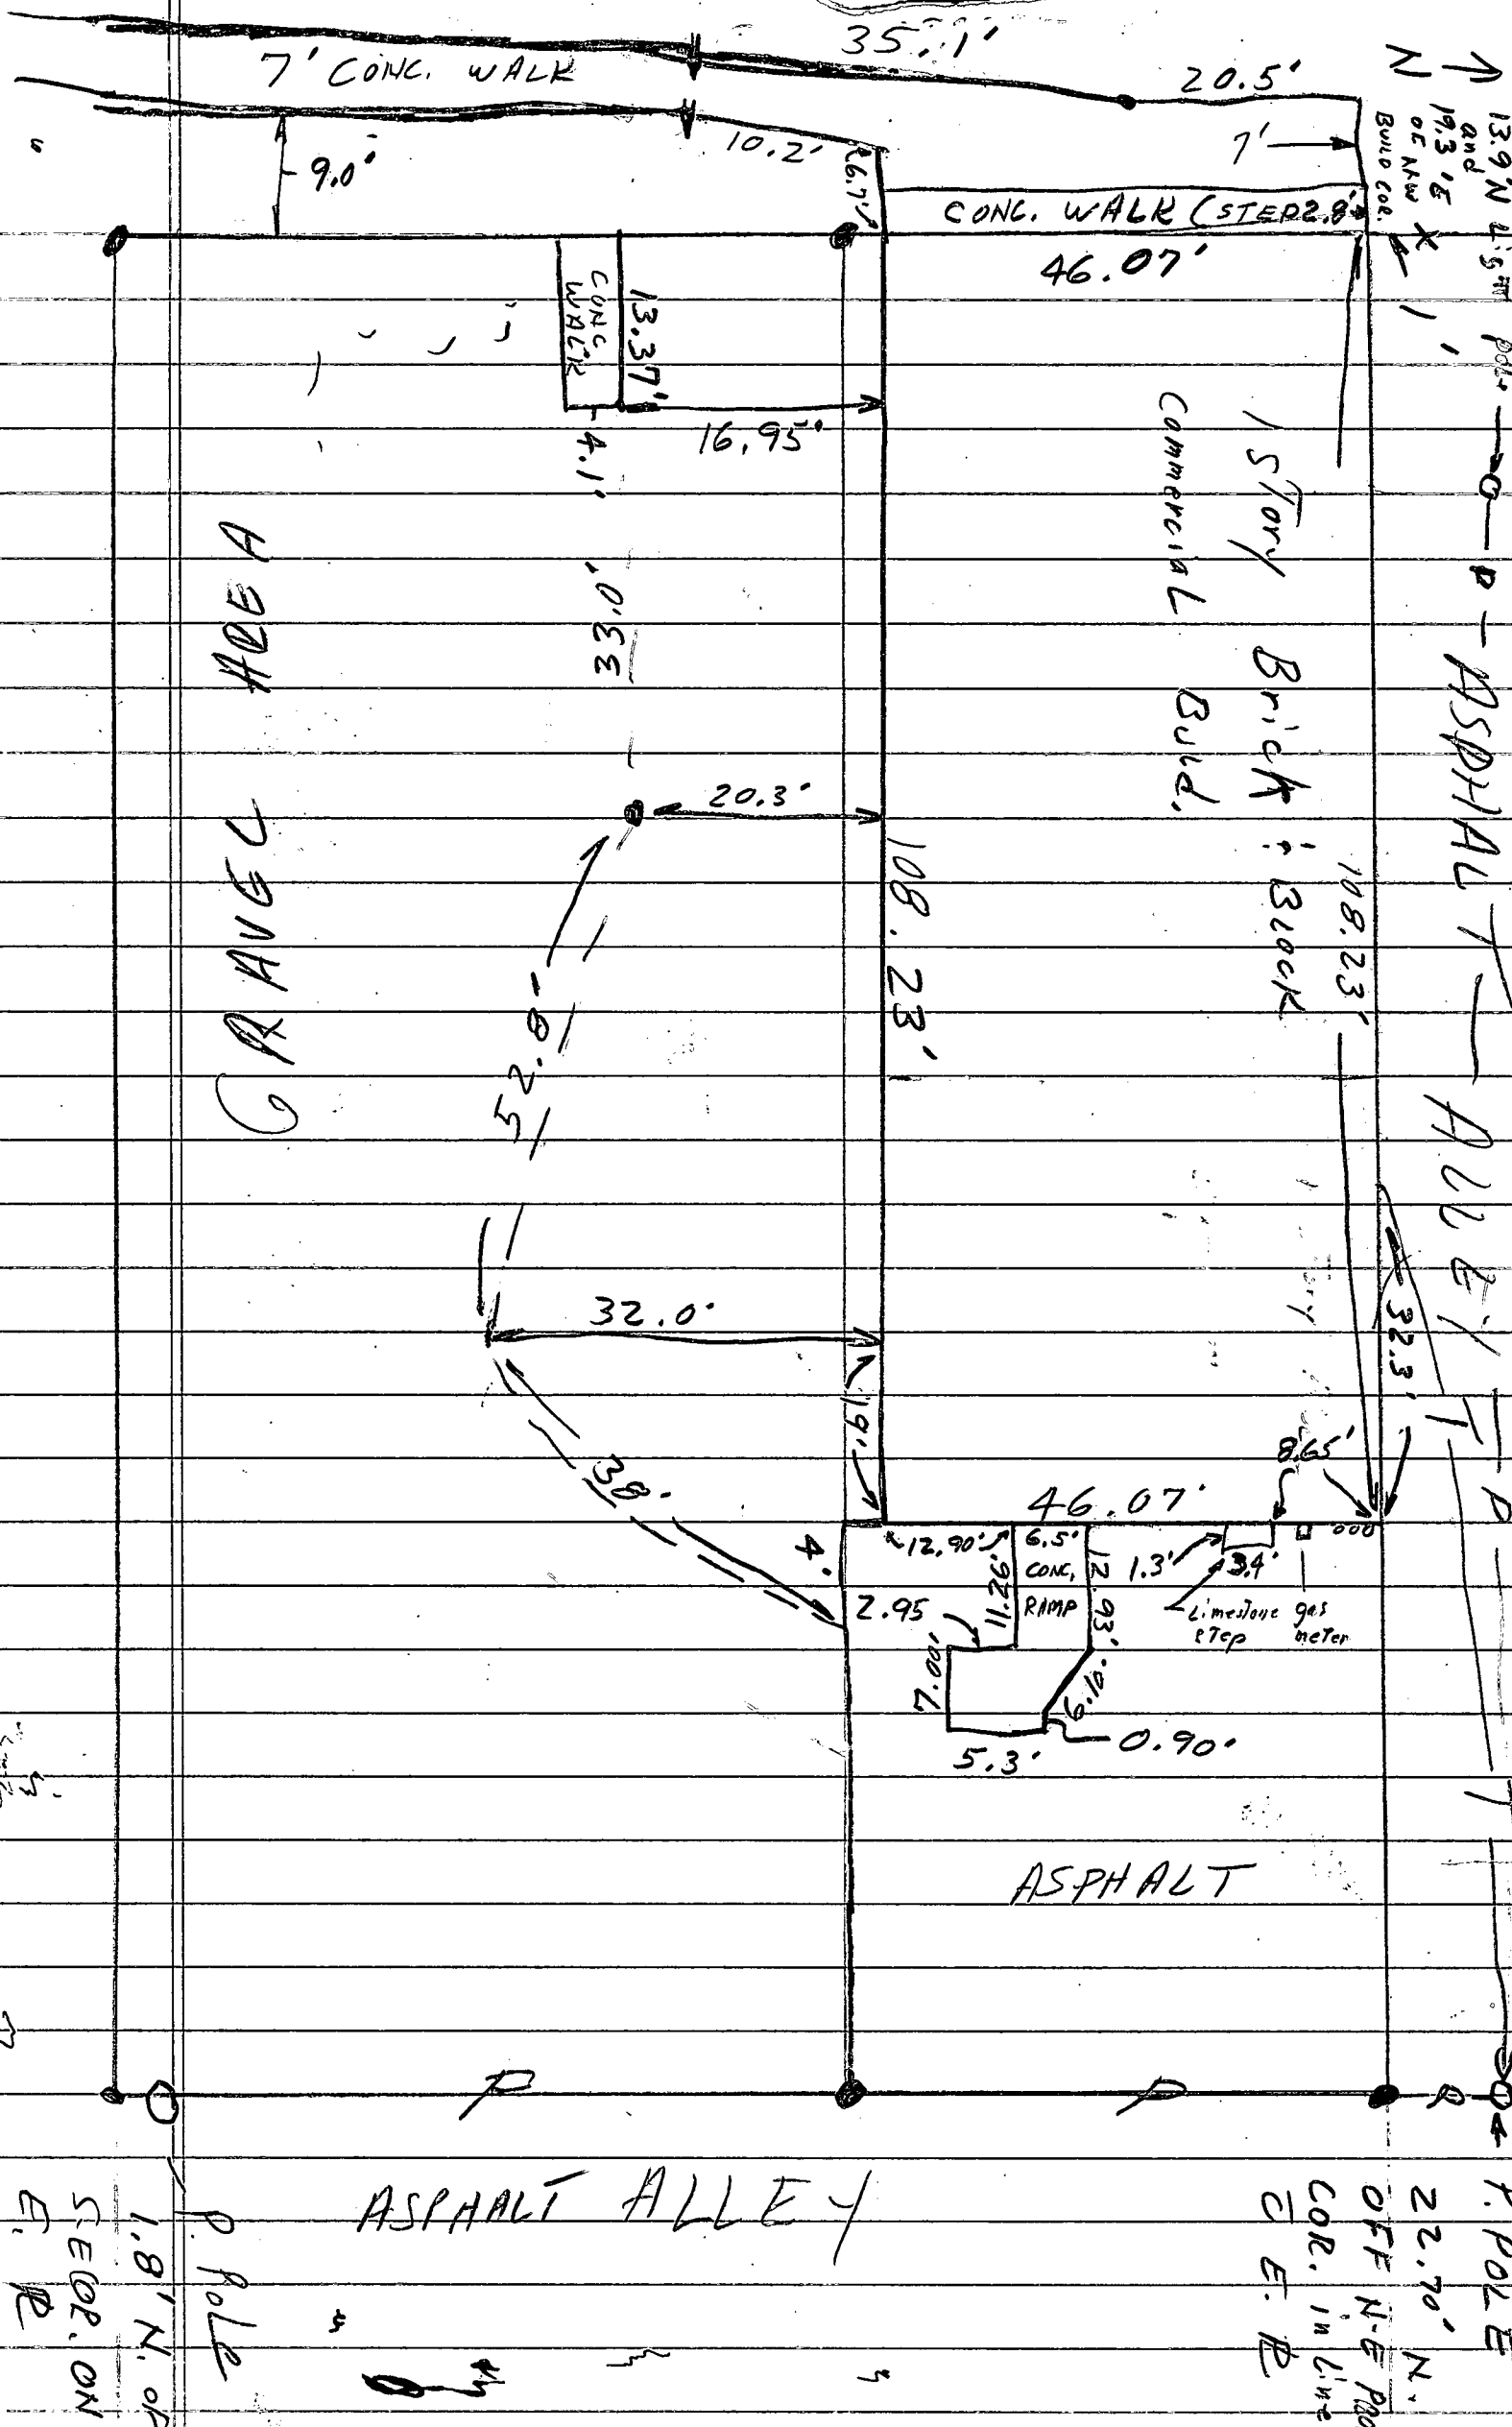 35.1'
20.5'
7' CONC. WALK
7'
10.2'
6.7'
9.0'
CONC. WALK (STEP 2.8'
46.07'
N
13.9' N Light pole
and
19.3' E
OF N-W
BUILD COR.
P - ASPHALT - ALLEY - P
13.37'
CONC
WALK
16.95'
4.1'
1 STory Brick & Block
Commercial Build.
108.23'
108.23'
33.0'
20.3'
GRAVEL AREA
52.8'
32.0'
32.3'
19'
38'
4'
8.65'
46.07'
12.90'
6.5'
CONC.
RAMP
11.26'
12.93'
1.3'
3.4'
Limestone
sTep
gas
meTer
2.95
7.00'
6.10'
0.90'
5.3'
ASPHALT
P
P
P
ASPHALT ALLEY
P. POLE
22.70' N.
OFF N-E
COR. in Line
E. P
P. Pole
1.8' N. OF
S-E COR. ON
E. P